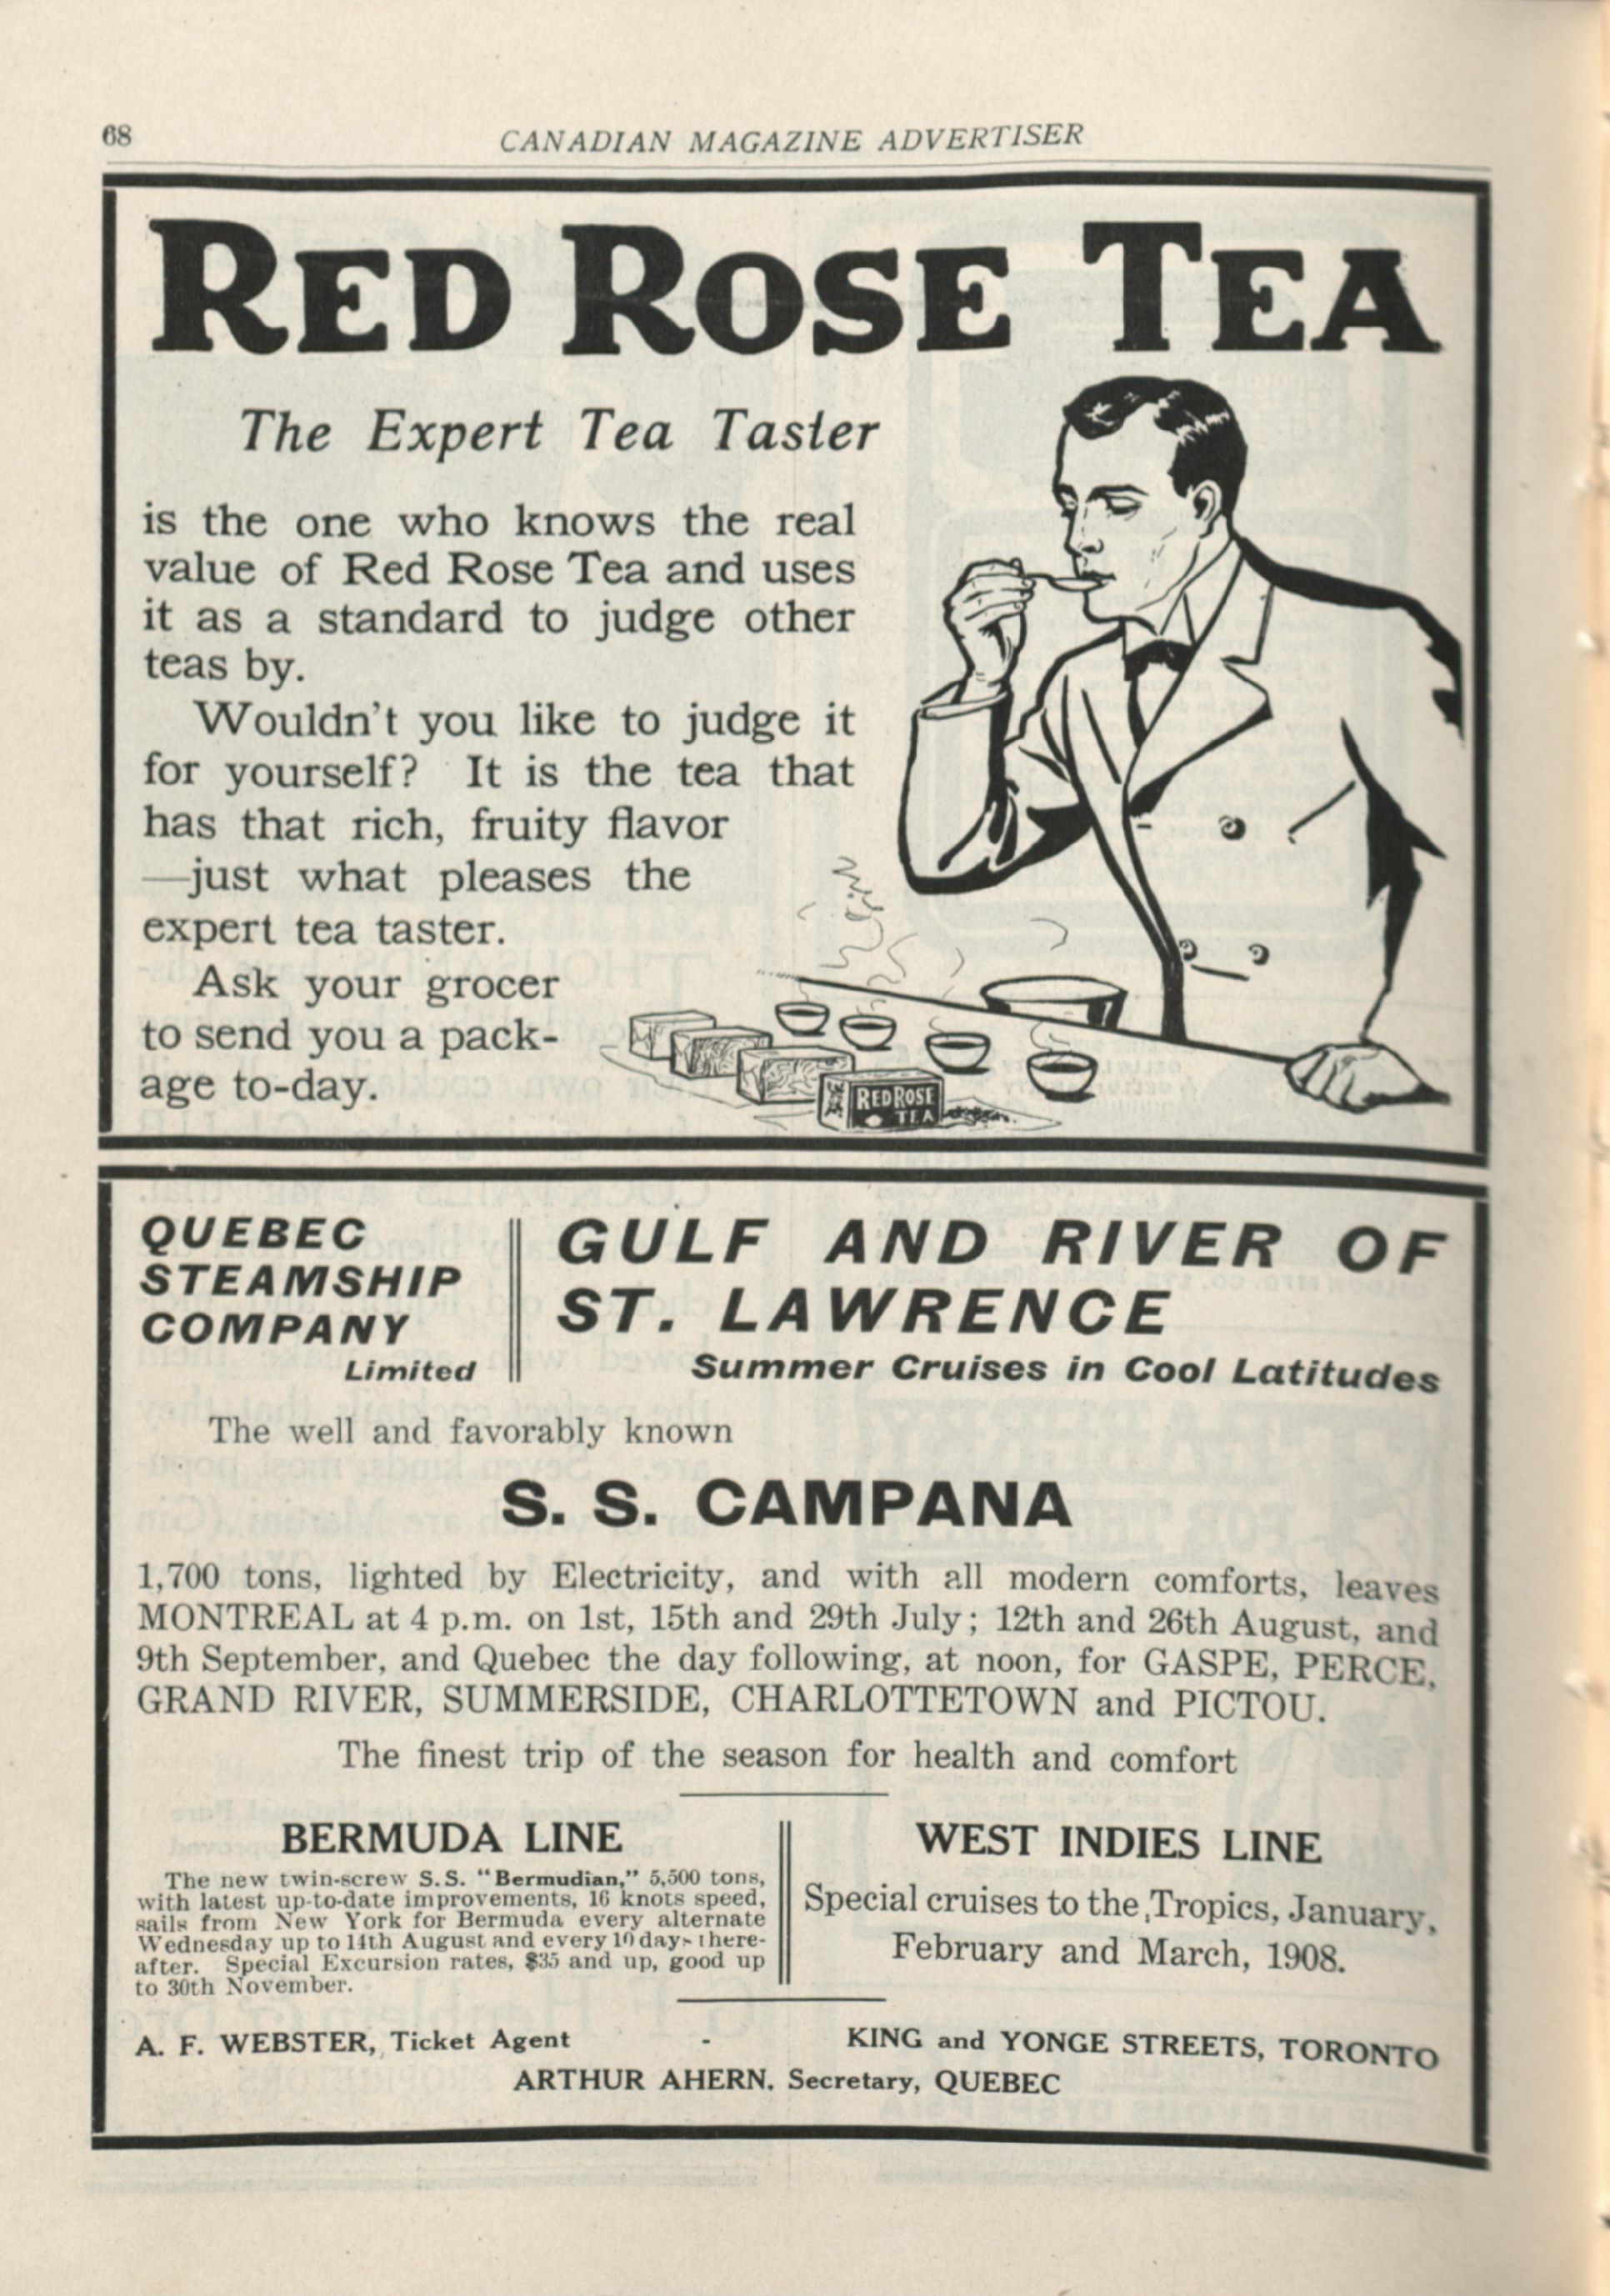 68
CANADIAN MAGAZINE ADVERTISER
RED ROSE TEA
The Expert Tea Taster
is the one who knows the real
value of Red Rose Tea and uses
it as a standard to judge other
teas by.
Wouldn't you like to judge it
for yourself? It is the tea that
has that rich, fruity flavor
—just what pleases the
expert tea taster.
Ask your grocer
to send you a pack-
age to-day.
RED ROSE
TEA
QUEBEC
STEAMSHIP
COMPANY
Limited
GULF AND RIVER OF
ST. LAWRENCE
Summer Cruises in Cool Latitudes
The well and favorably known
S. S. CAMPANA
1,700 tons, lighted by Electricity, and with all modern comforts, leaves
MONTREAL at 4 p.m. on 1st, 15th and 29th July; 12th and 26th August, and
9th September, and Quebec the day following, at noon, for GASPE, PERCE,
GRAND RIVER, SUMMERSIDE, CHARLOTTETOWN and PICTOU.
The finest trip of the season for health and comfort
BERMUDA LINE
The new twin-screw S.S. "Bermudian," 5,500 tons,
with latest up-to-date improvements, 16 knots speed,
sails from New York for Bermuda every alternate
Wednesday up to 14th August and every 10 days there-
after. Special Excursion rates, $35 and up, good up
to 30th November.
WEST INDIES LINE
Special cruises to the Tropics, January,
February and March, 1908.
A. F. WEBSTER, Ticket Agent - KING and YONGE STREETS, TORONTO
ARTHUR AHERN. Secretary, QUEBEC